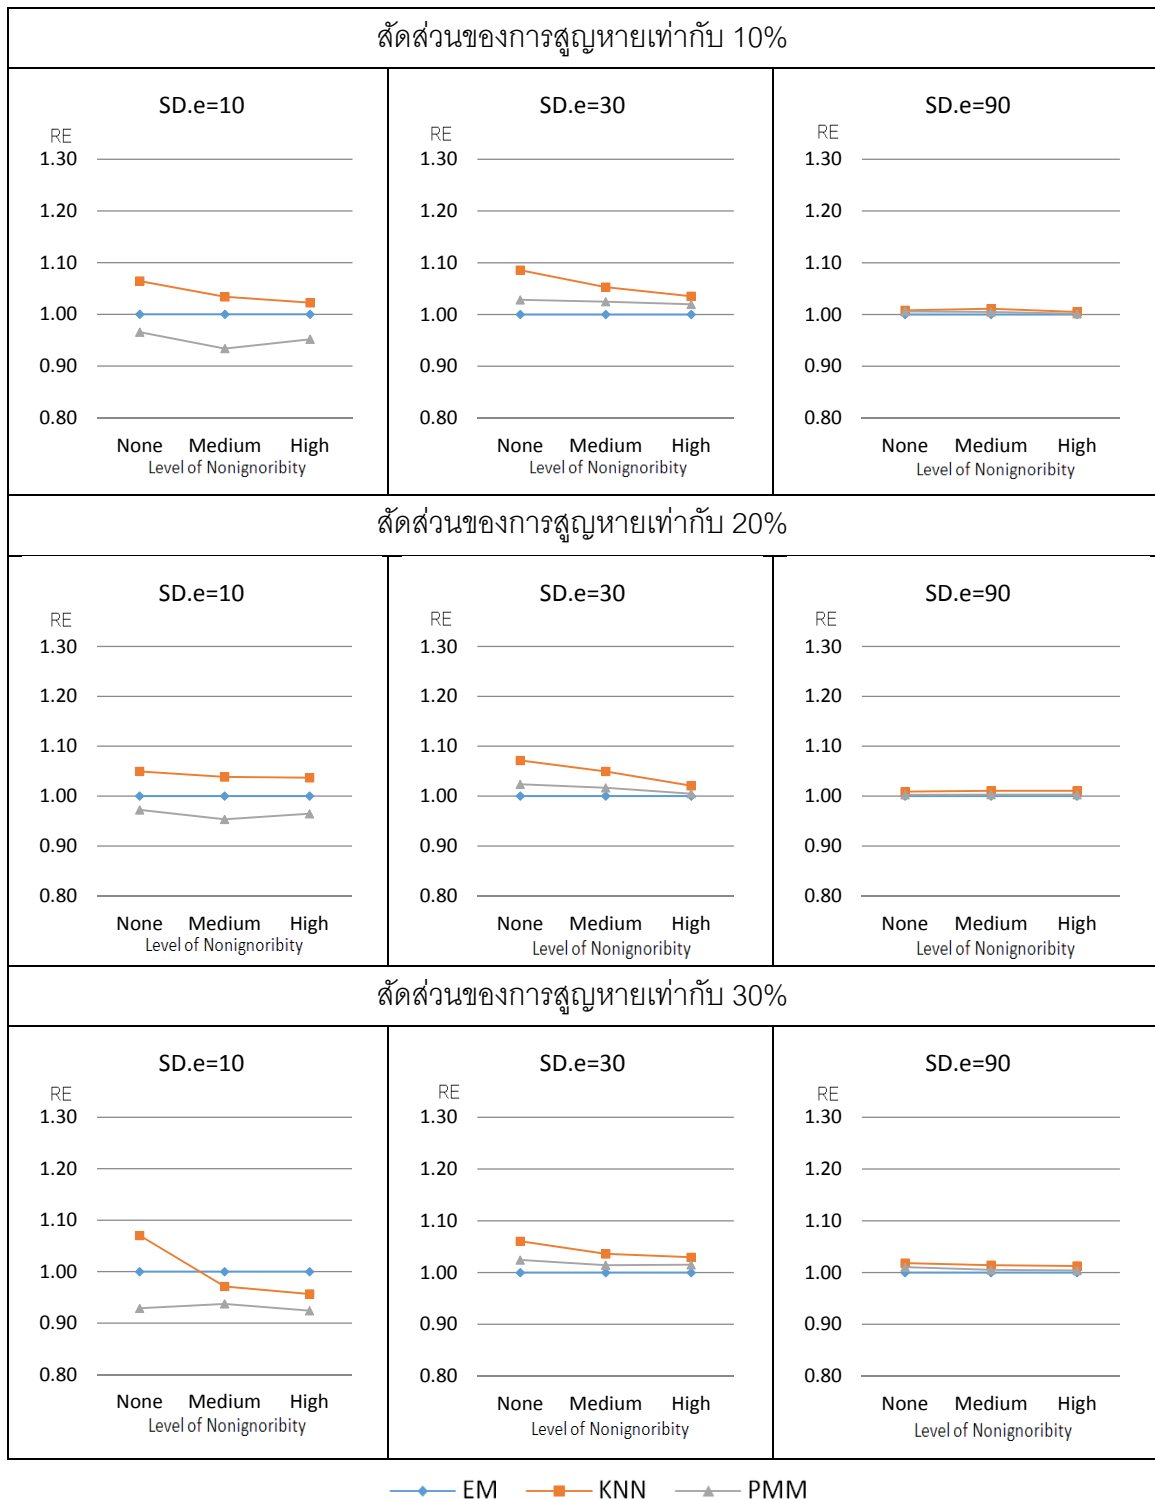 สัดส่วนของการสูญหายเท่ากับ 10%
SD.e=10
RE
1.30
1.20
1.10
1.00
0.90
0.80
None Medium High
Level of Nonignoribity
SD.e=30
RE
1.30
1.20
1.10
1.00
0.90
0.80
None Medium High
Level of Nonignoribity
SD.e=90
RE
1.30
1.20
1.10
1.00
0.90
0.80
None Medium High
Level of Nonignoribity
สัดส่วนของการสูญหายเท่ากับ 20%
SD.e=10
RE
1.30
1.20
1.10
1.00
0.90
0.80
None Medium High
Level of Nonignoribity
SD.e=30
RE
1.30
1.20
1.10
1.00
0.90
0.80
None Medium High
Level of Nonignoribity
SD.e=90
RE
1.30
1.20
1.10
1.00
0.90
0.80
None Medium High
Level of Nonignoribity
สัดส่วนของการสูญหายเท่ากับ 30%
SD.e=10
RE
1.30
1.20
1.10
1.00
0.90
0.80
None Medium High
Level of Nonignoribity
SD.e=30
RE
1.30
1.20
1.10
1.00
0.90
0.80
None Medium High
Level of Nonignoribity
SD.e=90
RE
1.30
1.20
1.10
1.00
0.90
0.80
None Medium High
Level of Nonignoribity
EM KNN PMM